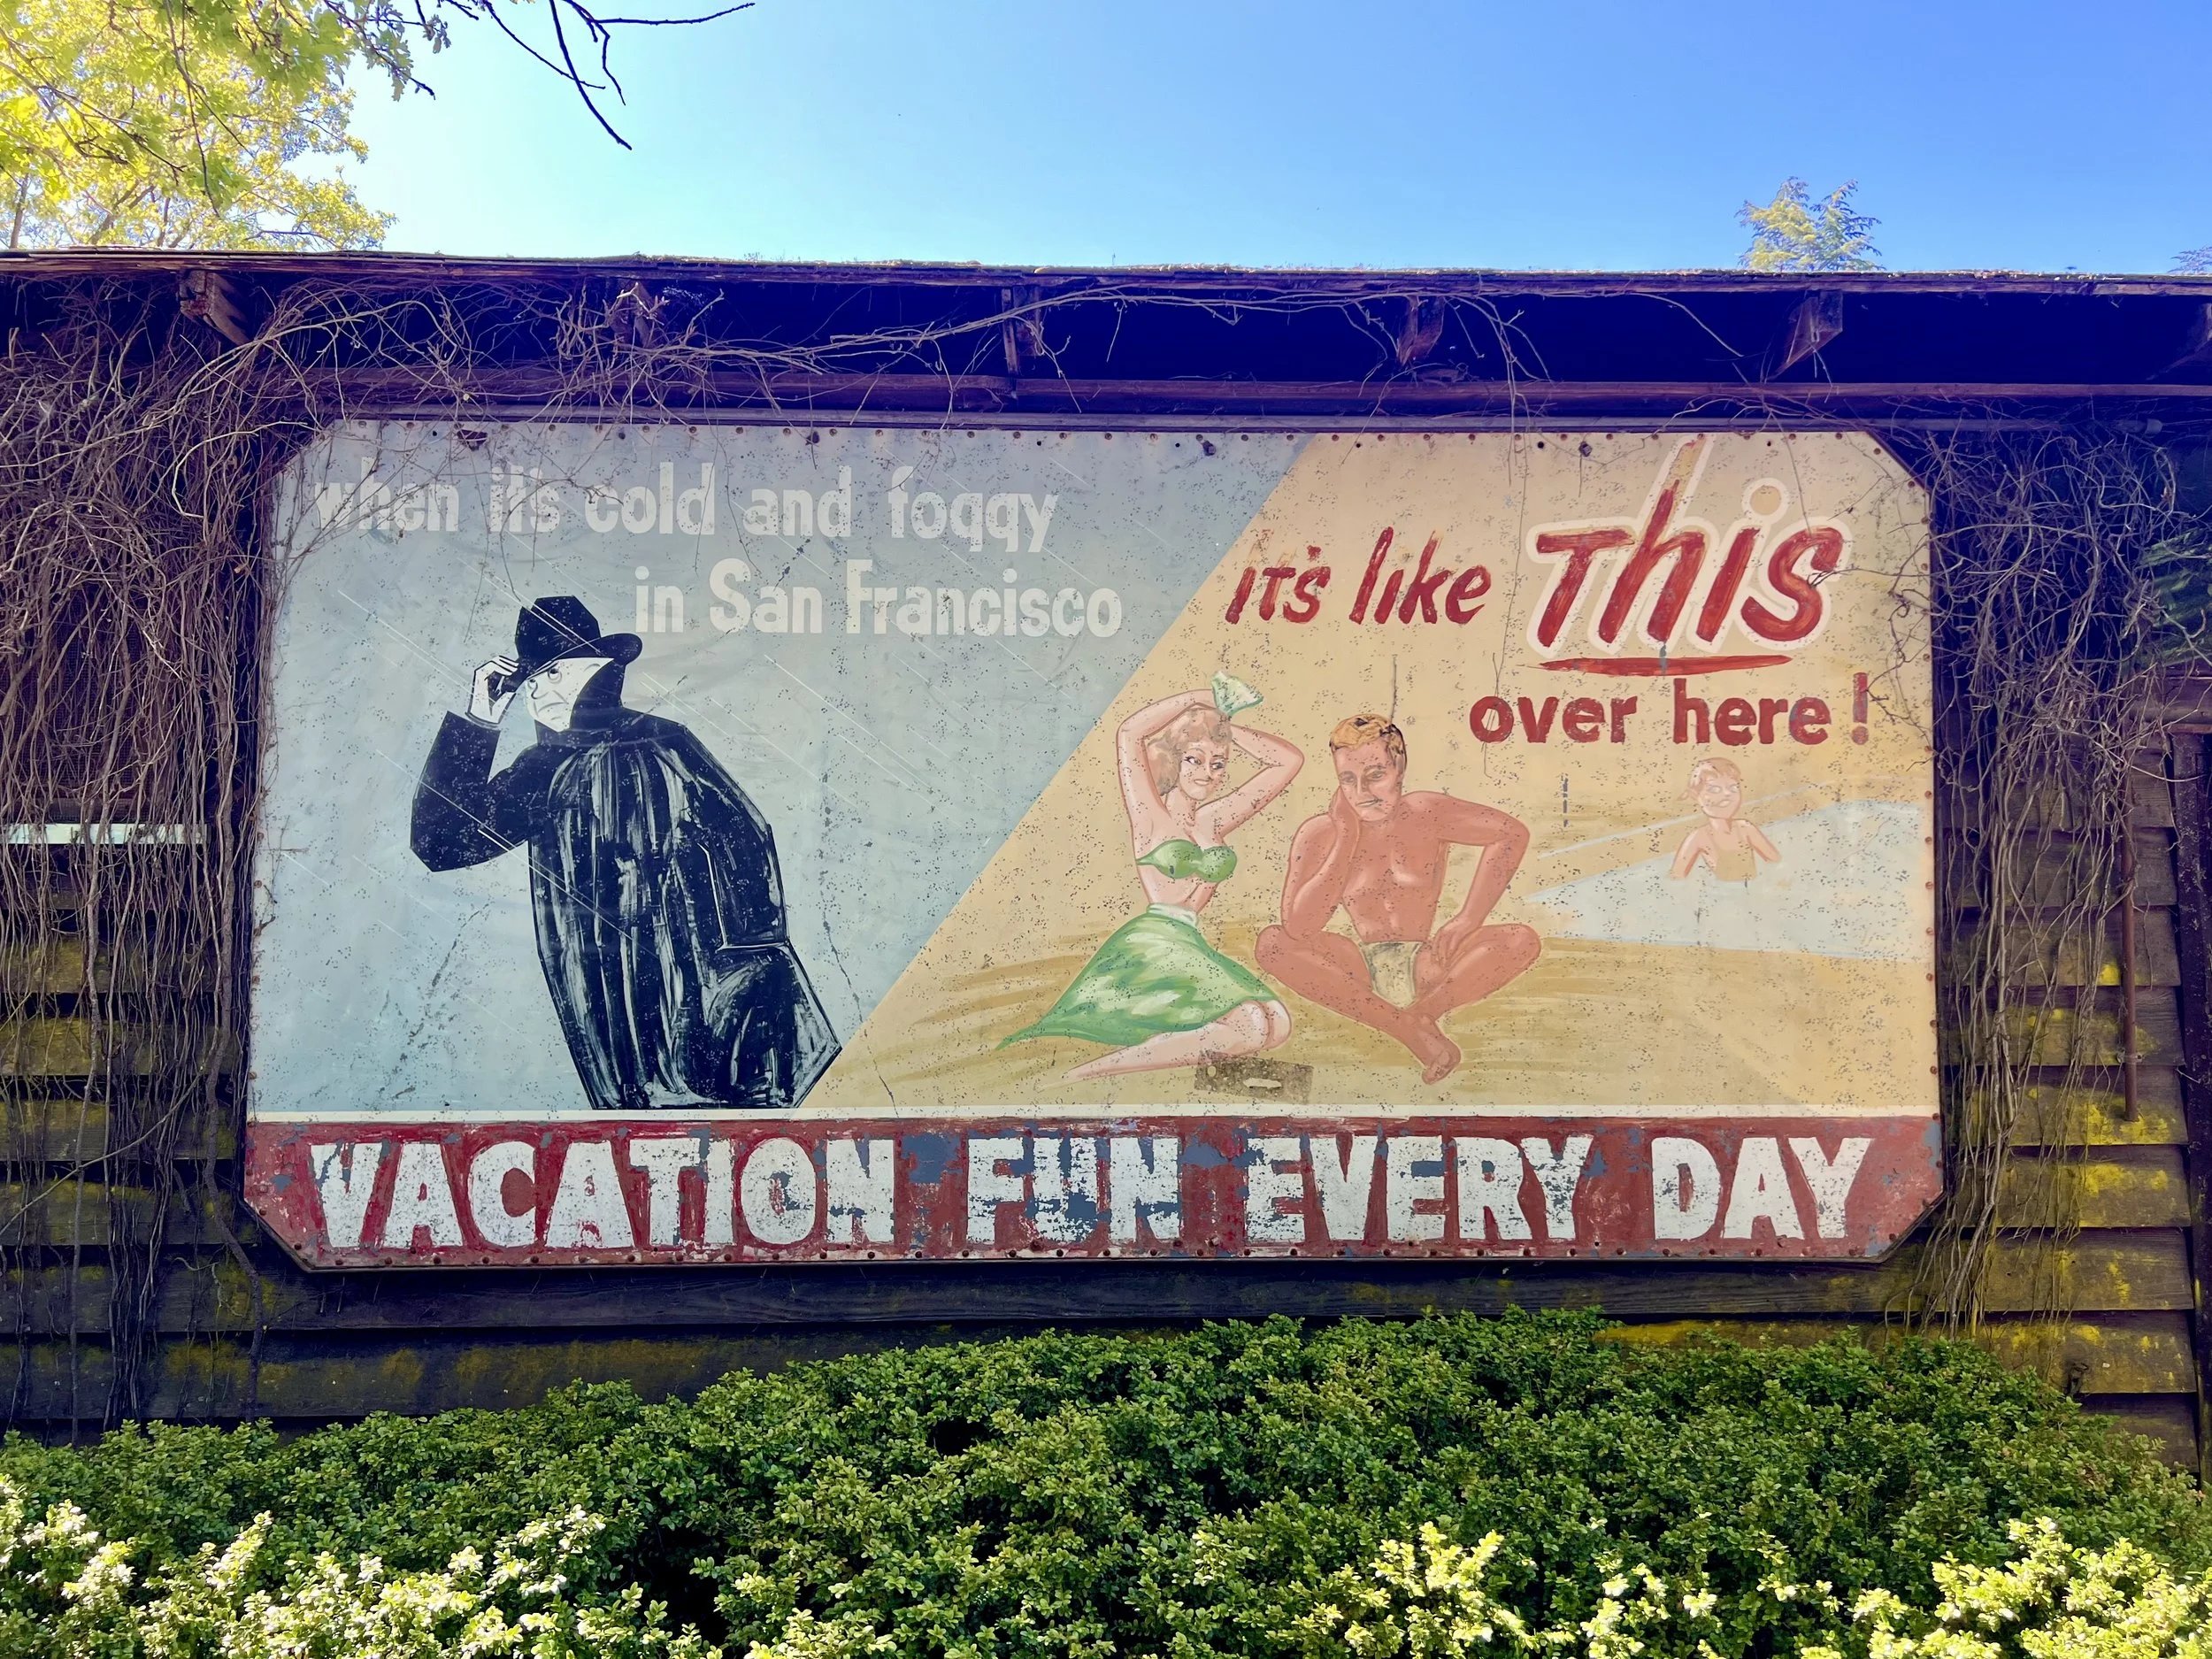 when it's cold and foggy
in San Francisco
it's like This
over here!
VACATION FUN EVERY DAY